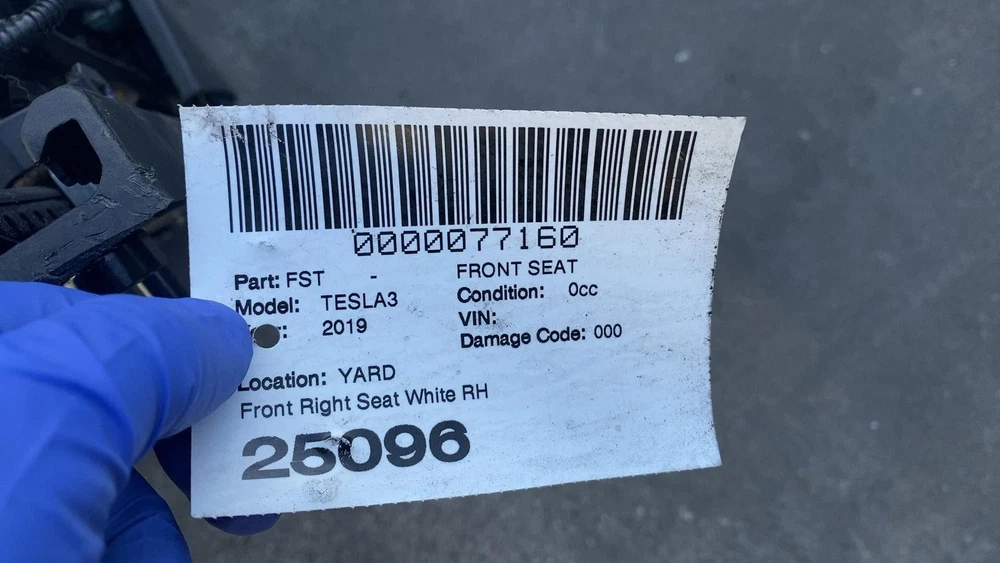 0000077160
Part: FST - FRONT SEAT
Model: TESLA3 Condition: 0cc
2019 VIN:
Damage Code: 000
Location: YARD
Front Right Seat White RH
25096